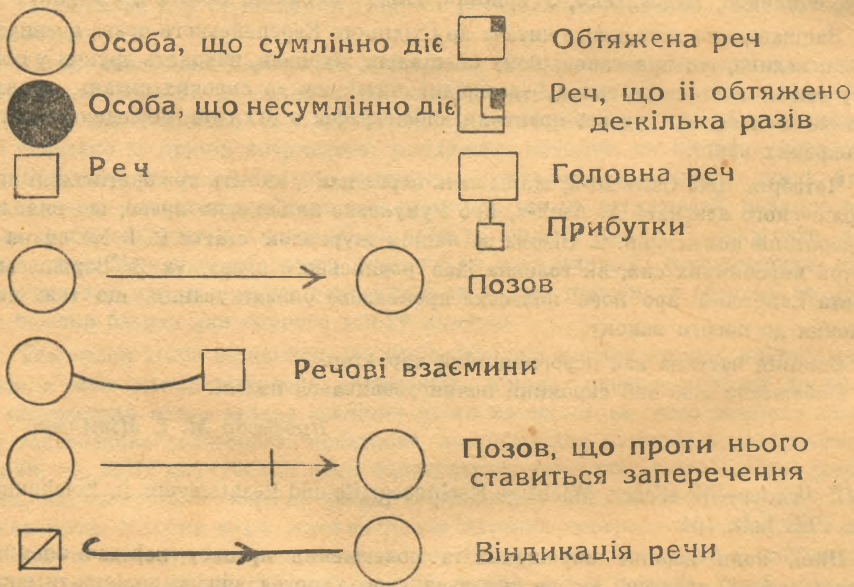 Особа, що сумлінно діє
Обтяжена реч
Особа, що несумлінно діє
Реч, що іі обтяжено
де-кілька разів
Реч
Головна реч
Прибутки
Позов
Речові взаємини
Позов, що проти нього
ставиться заперечення
Віндикація речи